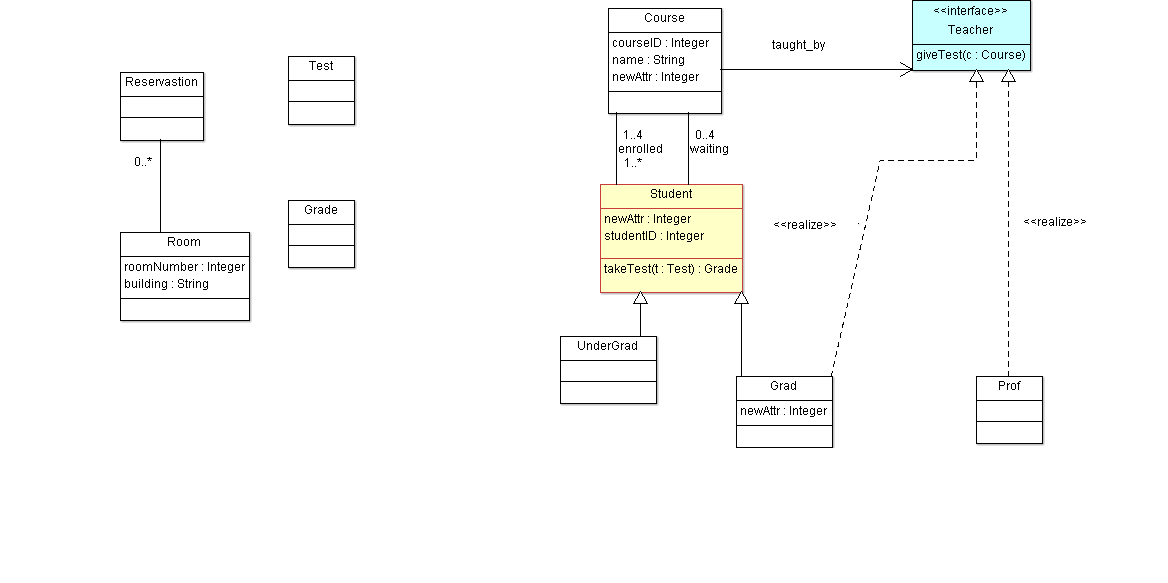 Reservastion
0..*
Room
roomNumber : Integer
building : String
Test
Grade
Course
courseID : Integer
name : String
newAttr : Integer
taught_by
<<interface>>
Teacher
giveTest(c : Course)
1..4
enrolled
1..*
0..4
waiting
Student
newAttr : Integer
studentID : Integer
takeTest(t : Test) : Grade
<<realize>>
<<realize>>
UnderGrad
Grad
newAttr : Integer
Prof